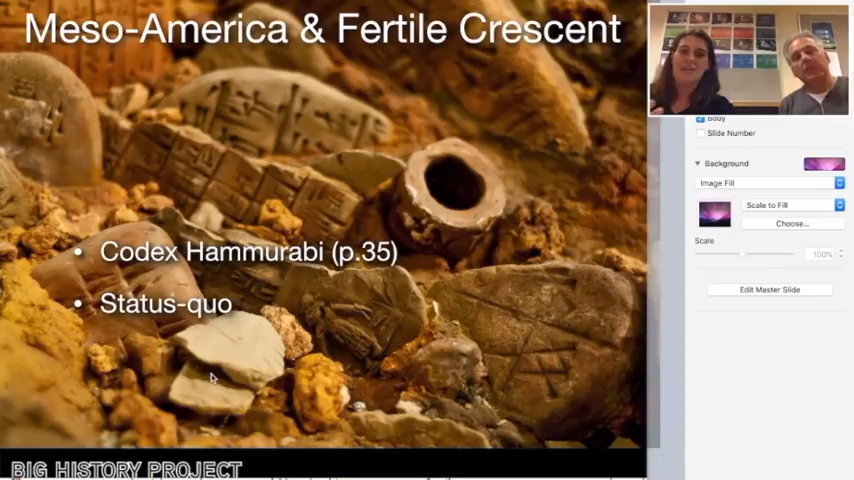 Meso-America & Fertile Crescent
• Codex Hammurabi (p.35)
• Status-quo
BIG HISTORY PROJECT
Body
Slide Number
Background
Image Fill
Scale to Fill
Choose...
Scale
100%
Edit Master Slide